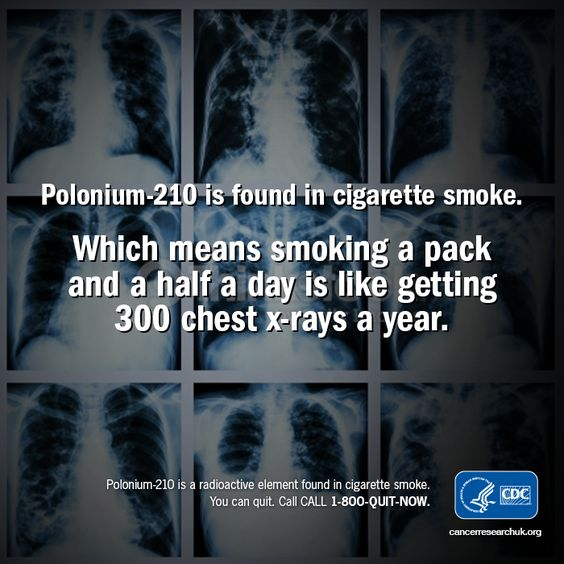 Polonium-210 is found in cigarette smoke.
Which means smoking a pack
and a half a day is like getting
300 chest x-rays a year.
Polonium-210 is a radioactive element found in cigarette smoke.
You can quit. Call CALL 1-800-QUIT-NOW.
CDC
cancerresearchuk.org